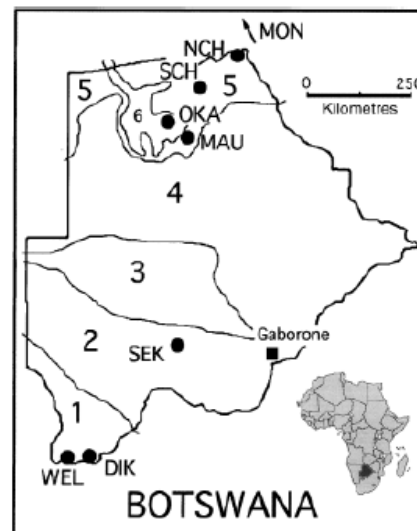 MON
NCH
SCH
5
5
0 250
Kilometres
6
OKA
MAU
4
3
2
Gaborone
SEK
1
WEL
DIK
BOTSWANA